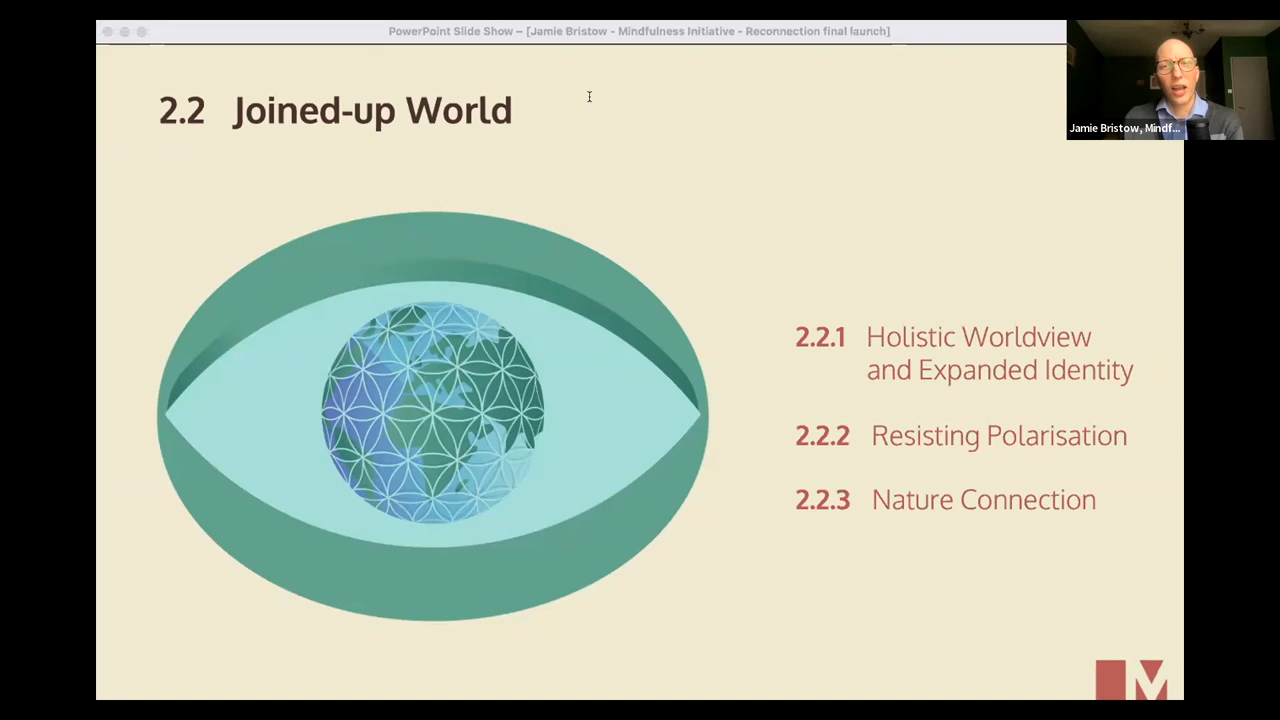 PowerPoint Slide Show – [Jamie Bristow - Mindfulness Initiative - Reconnection final launch]
Jamie Bristow, Mindf...
2.2 Joined-up World
2.2.1 Holistic Worldview
and Expanded Identity
2.2.2 Resisting Polarisation
2.2.3 Nature Connection
M